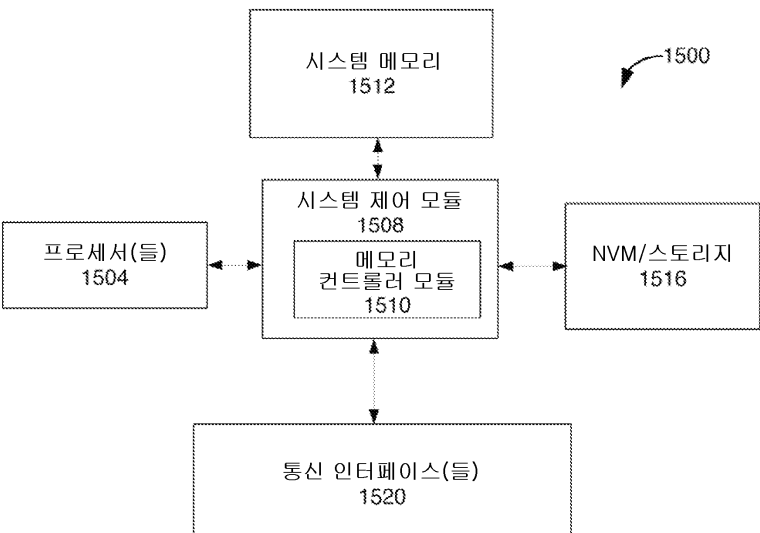 시스템 메모리
1512
1500
시스템 제어 모듈
1508
메모리
컨트롤러 모듈
1510
프로세서(들)
1504
NVM/스토리지
1516
통신 인터페이스(들)
1520